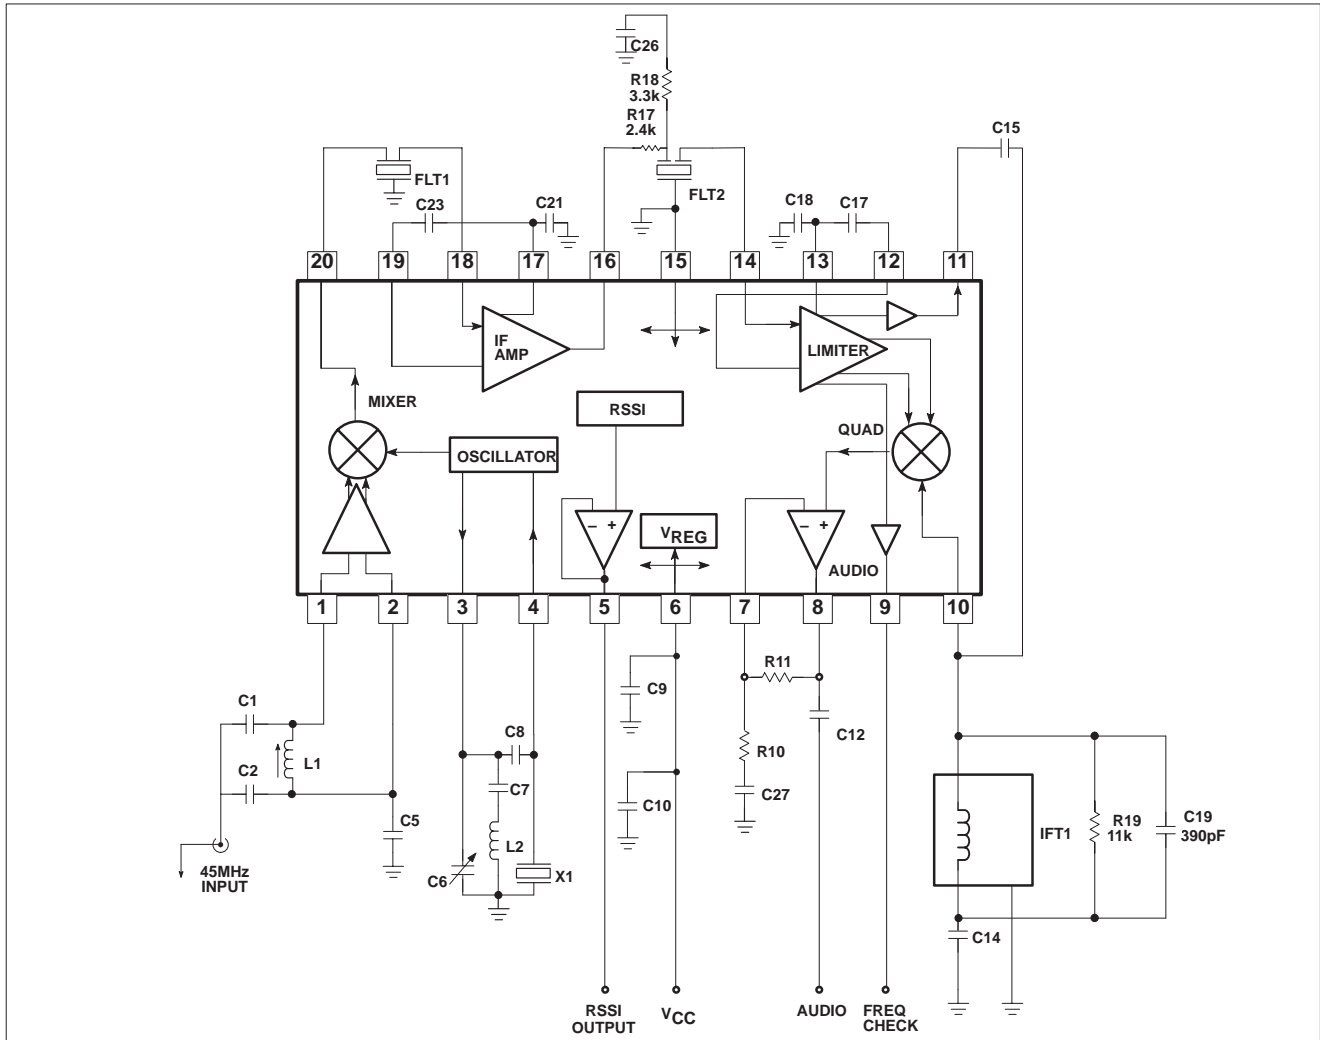 C26
R18
3.3k
R17
2.4k
C15
FLT1
FLT2
C23
C21
C18
C17
20
19
18
17
16
15
14
13
12
11
IF
AMP
LIMITER
MIXER
RSSI
QUAD
OSCILLATOR
– +
VREG
– +
AUDIO
1
2
3
4
5
6
7
8
9
10
R11
C9
C1
C8
C12
R10
L1
C2
C7
C27
C10
C5
L2
R19
11k
C19
390pF
IFT1
45MHz
INPUT
C6
X1
C14
RSSI
OUTPUT
VCC
AUDIO
FREQ
CHECK